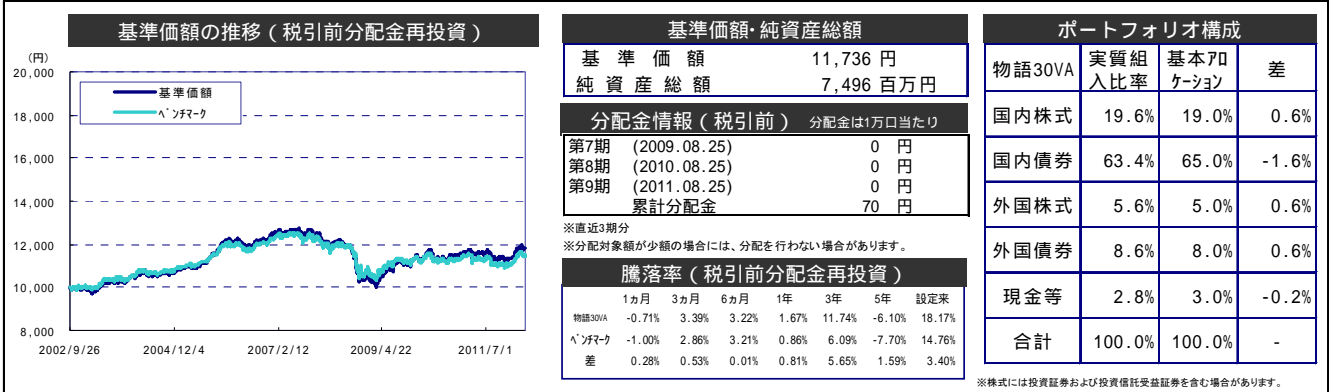 基準価額の推移(税引前分配金再投資)
(円)
20,000
18,000
16,000
14,000
12,000
10,000
8,000
基準価額
ベンチマーク
2002/9/26 2004/12/4 2007/2/12 2009/4/22 2011/7/1
基準価額・純資産総額
基準価額 11,736 円
純資産総額 7,496 百万円
分配金情報(税引前) 分配金は1万口当たり
第7期 (2009.08.25) 0 円
第8期 (2010.08.25) 0 円
第9期 (2011.08.25) 0 円
累計分配金 70 円
※直近3期分
※分配対象額が少額の場合には、分配を行わない場合があります。
騰落率(税引前分配金再投資)
1ヵ月 3ヵ月 6ヵ月 1年 3年 5年 設定来
物語30VA -0.71% 3.39% 3.22% 1.67% 11.74% -6.10% 18.17%
ベンチマーク -1.00% 2.86% 3.21% 0.86% 6.09% -7.70% 14.76%
差 0.28% 0.53% 0.01% 0.81% 5.65% 1.59% 3.40%
ポートフォリオ構成
物語30VA 実質組入比率 基本アロケーション 差
国内株式 19.6% 19.0% 0.6%
国内債券 63.4% 65.0% -1.6%
外国株式 5.6% 5.0% 0.6%
外国債券 8.6% 8.0% 0.6%
現金等 2.8% 3.0% -0.2%
合計 100.0% 100.0% -
※株式には投資証券および投資信託受益証券を含む場合があります。